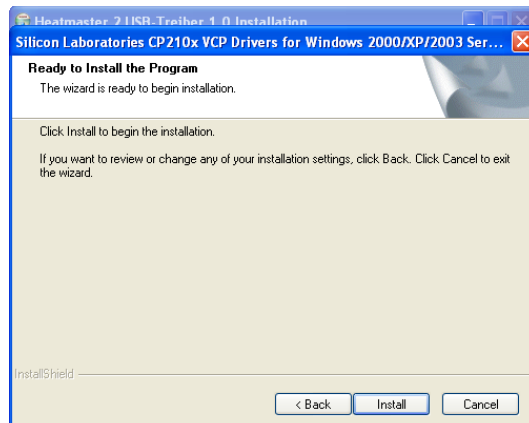 Heatmaster 2 USB-Treiber 1.0 Installation
Silicon Laboratories CP210x VCP Drivers for Windows 2000/XP/2003 Ser...
Ready to Install the Program
The wizard is ready to begin installation.
Click Install to begin the installation.
If you want to review or change any of your installation settings, click Back. Click Cancel to exit
the wizard.
InstallShield
< Back Install Cancel